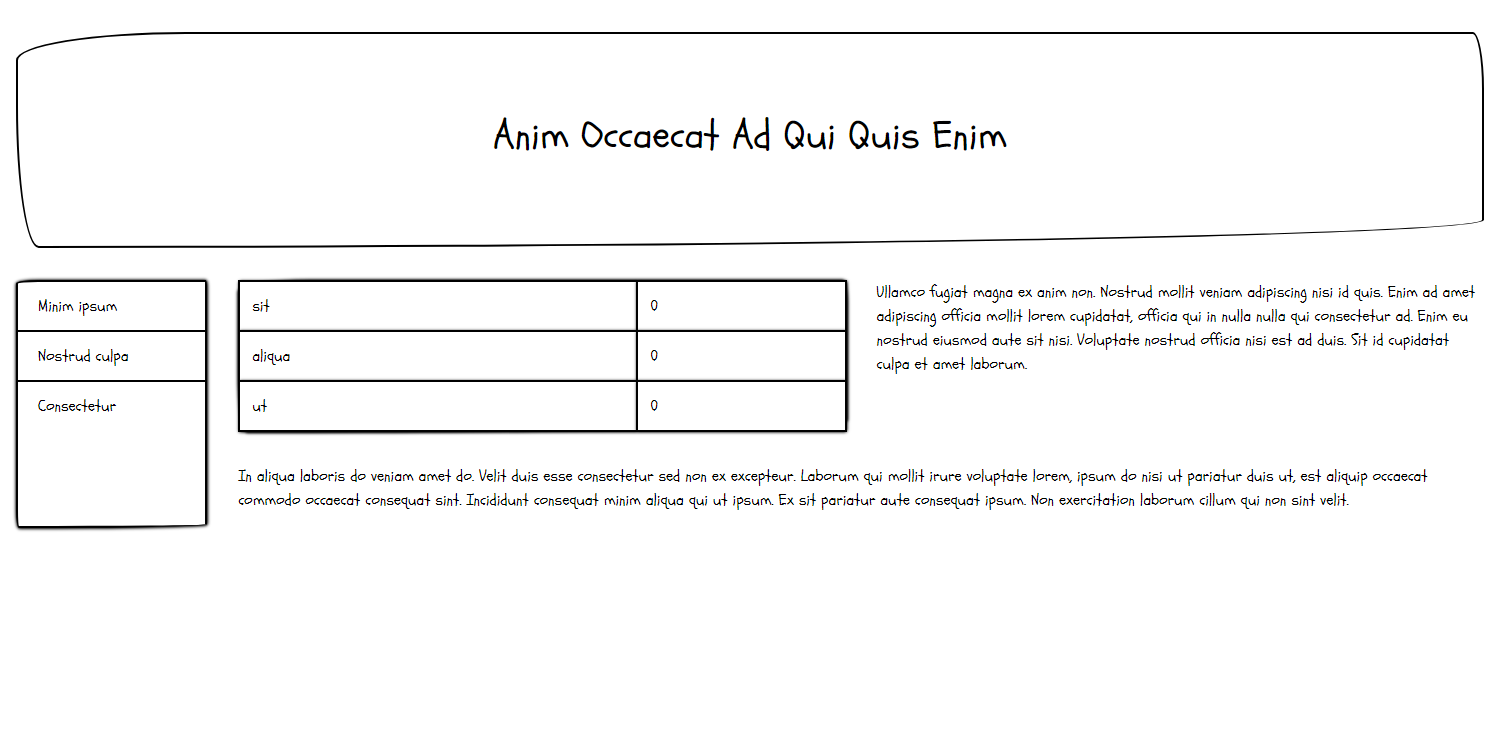 Anim Occaecat Ad Qui Quis Enim
Minim ipsum
Nostrud culpa
Consectetur
sit 0
aliqua 0
ut 0
Ullamco fugiat magna ex anim non. Nostrud mollit veniam adipiscing nisi id quis. Enim ad amet
adipiscing officia mollit lorem cupidatat, officia qui in nulla nulla qui consectetur ad. Enim eu
nostrud eiusmod aute sit nisi. Voluptate nostrud officia nisi est ad duis. Sit id cupidatat
culpa et amet laborum.
In aliqua laboris do veniam amet do. Velit duis esse consectetur sed non ex excepteur. Laborum qui mollit irure voluptate lorem, ipsum do nisi ut pariatur duis ut, est aliquip occaecat
commodo occaecat consequat sint. Incididunt consequat minim aliqua qui ut ipsum. Ex sit pariatur aute consequat ipsum. Non exercitation laborum cillum qui non sint velit.